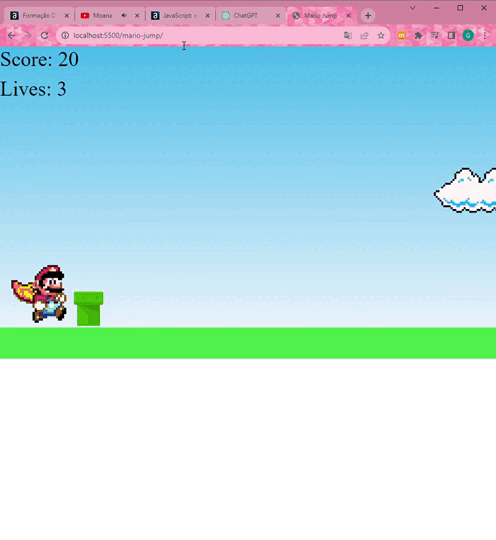 Formação D
Moana
JavaScript: c
ChatGPT
Mario Jump
localhost:5500/mario-jump/
G
Score: 20
Lives: 3